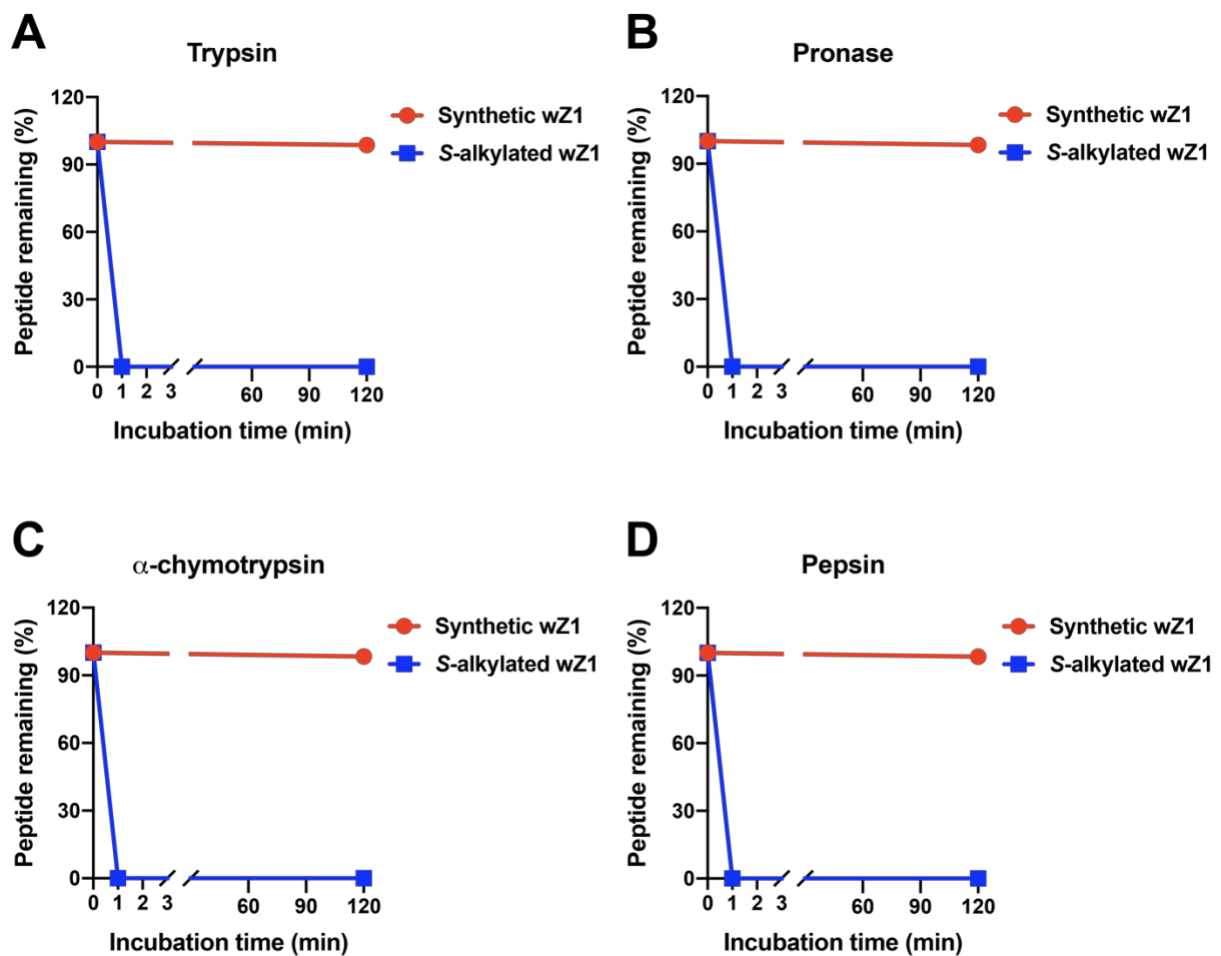 A
Trypsin
Peptide remaining (%)
120
90
60
30
0
0 1 2 3 60 90 120
Incubation time (min)
Synthetic wZ1
S-alkylated wZ1
B
Pronase
Peptide remaining (%)
120
90
60
30
0
0 1 2 3 60 90 120
Incubation time (min)
Synthetic wZ1
S-alkylated wZ1
C
α-chymotrypsin
Peptide remaining (%)
120
90
60
30
0
0 1 2 3 60 90 120
Incubation time (min)
Synthetic wZ1
S-alkylated wZ1
D
Pepsin
Peptide remaining (%)
120
90
60
30
0
0 1 2 3 60 90 120
Incubation time (min)
Synthetic wZ1
S-alkylated wZ1